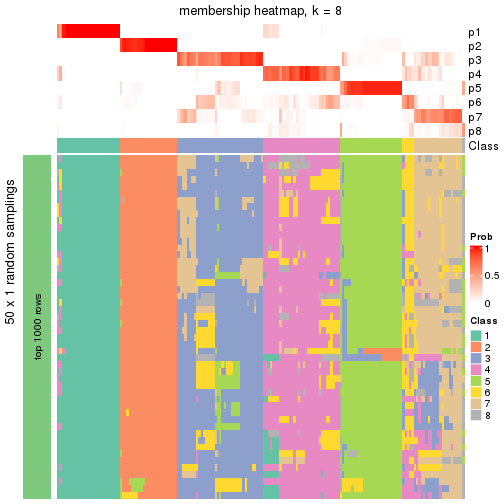 membership heatmap, k = 8
p1
p2
p3
p4
p5
p6
p7
p8
Class
50 x 1 random samplings
top 1000 rows
Prob
1
0.5
0
Class
1
2
3
4
5
6
7
8